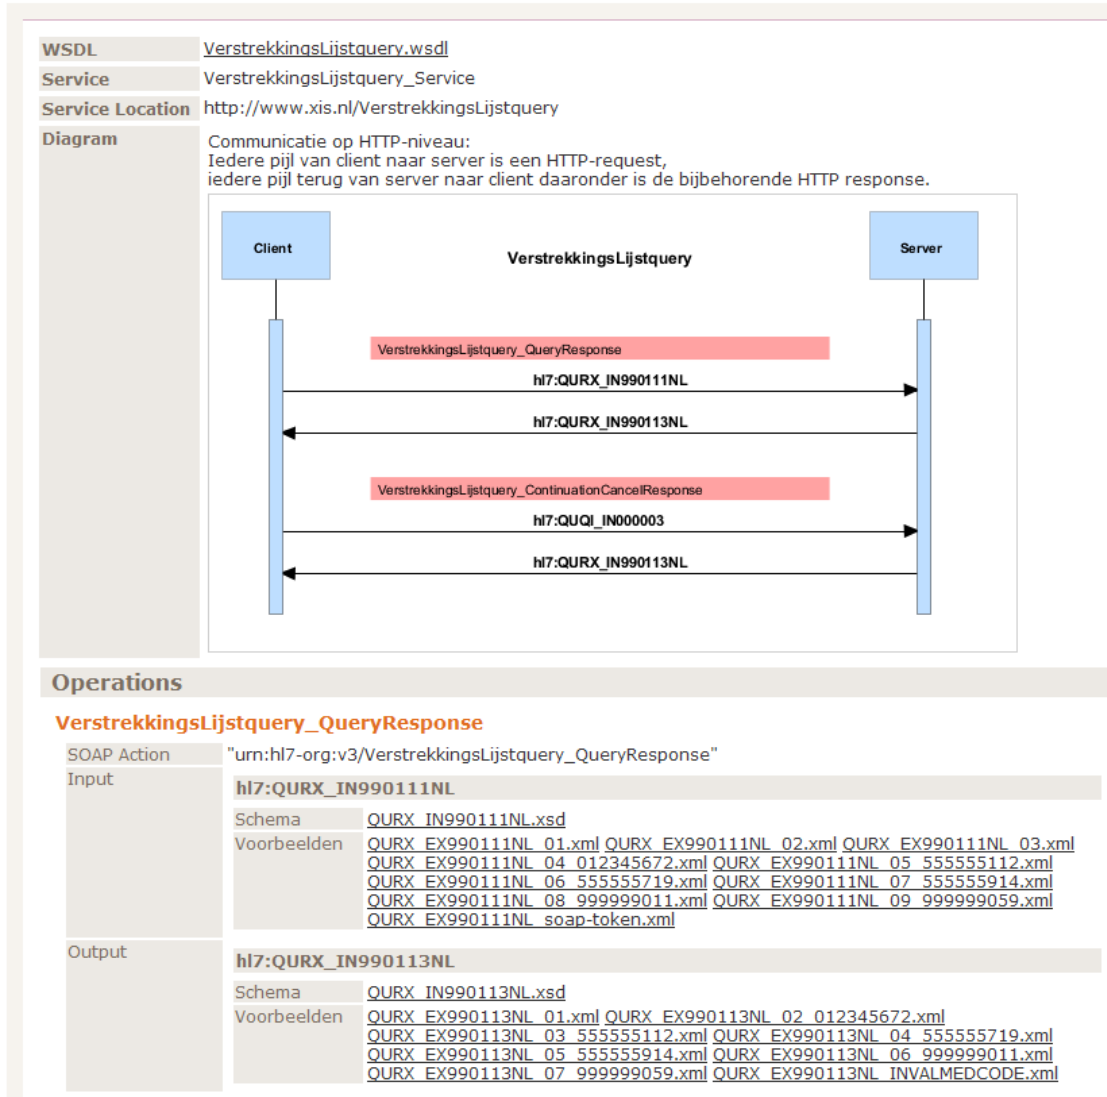 WSDL VerstrekkingsLijstquery.wsdl
Service VerstrekkingsLijstquery_Service
Service Location http://www.xis.nl/VerstrekkingsLijstquery
Diagram Communicatie op HTTP-niveau:
Iedere pijl van client naar server is een HTTP-request,
iedere pijl terug van server naar client daaronder is de bijbehorende HTTP response.
Client VerstrekkingsLijstquery Server
VerstrekkingsLijstquery_QueryResponse
hl7:QURX_IN990111NL
hl7:QURX_IN990113NL
VerstrekkingsLijstquery_ContinuationCancelResponse
hl7:QUQI_IN000003
hl7:QURX_IN990113NL
Operations
VerstrekkingsLijstquery_QueryResponse
SOAP Action "urn:hl7-org:v3/VerstrekkingsLijstquery_QueryResponse"
Input hl7:QURX_IN990111NL
Schema QURX_IN990111NL.xsd
Voorbeelden QURX_EX990111NL_01.xml QURX_EX990111NL_02.xml QURX_EX990111NL_03.xml
QURX_EX990111NL_04_012345672.xml QURX_EX990111NL_05_555555112.xml
QURX_EX990111NL_06_555555719.xml QURX_EX990111NL_07_555555914.xml
QURX_EX990111NL_08_999999011.xml QURX_EX990111NL_09_999999059.xml
QURX_EX990111NL_soap-token.xml
Output hl7:QURX_IN990113NL
Schema QURX_IN990113NL.xsd
Voorbeelden QURX_EX990113NL_01.xml QURX_EX990113NL_02_012345672.xml
QURX_EX990113NL_03_555555112.xml QURX_EX990113NL_04_555555719.xml
QURX_EX990113NL_05_555555914.xml QURX_EX990113NL_06_999999011.xml
QURX_EX990113NL_07_999999059.xml QURX_EX990113NL_INVALMEDCODE.xml